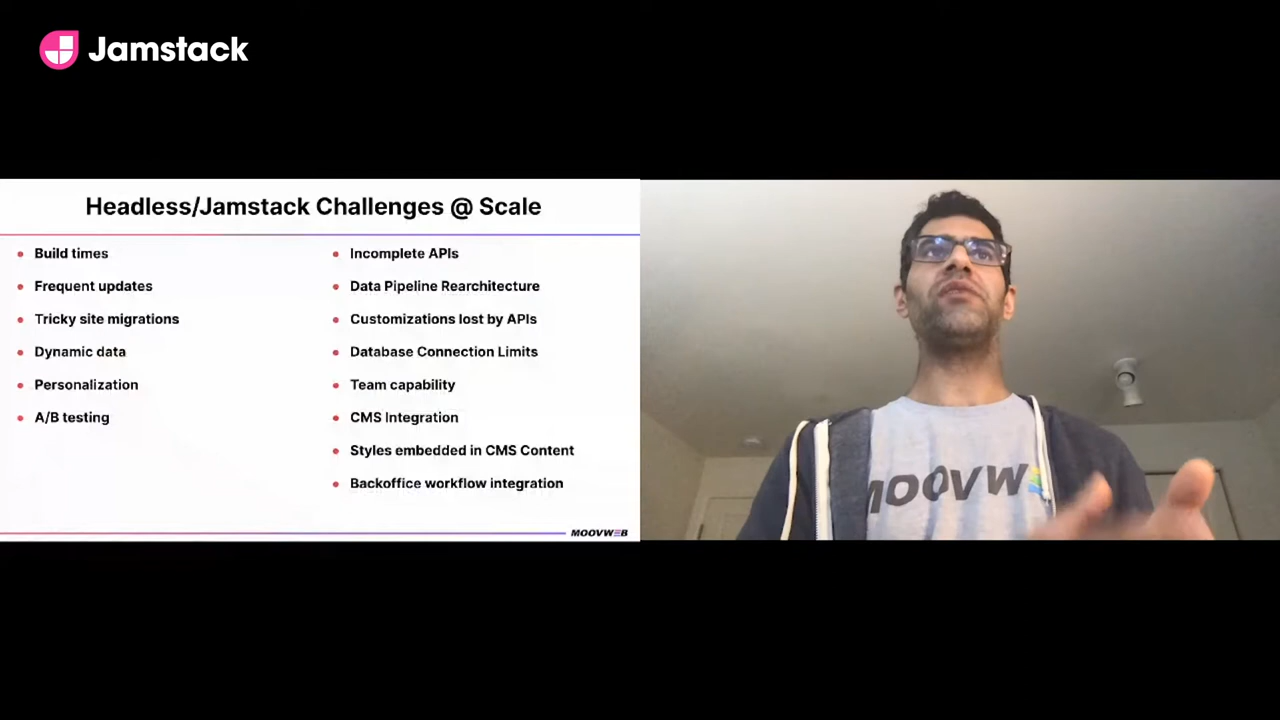 Jamstack
Headless/Jamstack Challenges @ Scale
Build times
Frequent updates
Tricky site migrations
Dynamic data
Personalization
A/B testing
Incomplete APIs
Data Pipeline Rearchitecture
Customizations lost by APIs
Database Connection Limits
Team capability
CMS Integration
Styles embedded in CMS Content
Backoffice workflow integration
MOOVWEB
MOOVW